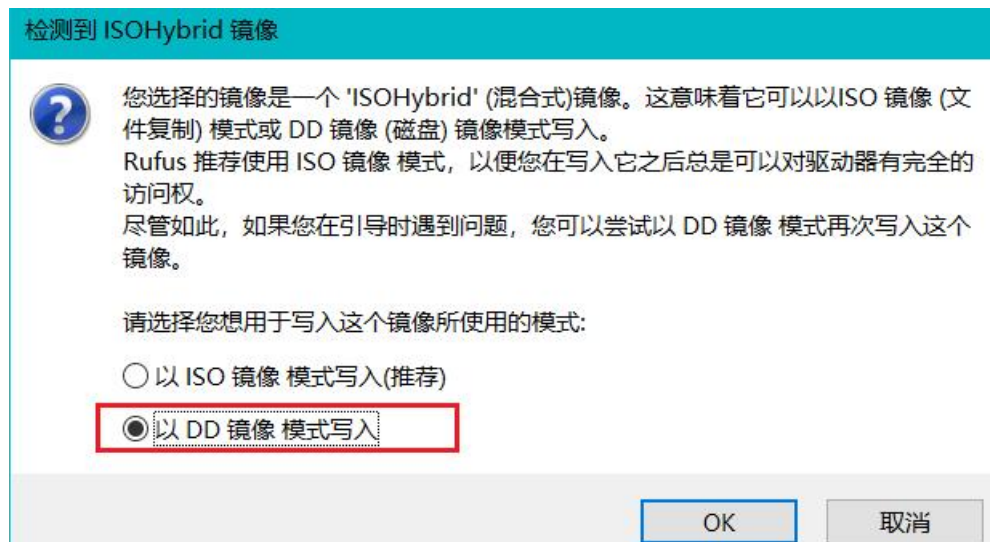 检测到 ISOHybrid 镜像
您选择的镜像是一个 'ISOHybrid' (混合式)镜像。这意味着它可以以ISO 镜像 (文
件复制) 模式或 DD 镜像 (磁盘) 镜像模式写入。
Rufus 推荐使用 ISO 镜像 模式，以便您在写入它之后总是可以对驱动器有完全的
访问权。
尽管如此，如果您在引导时遇到问题，您可以尝试以 DD 镜像 模式再次写入这个
镜像。
请选择您想用于写入这个镜像所使用的模式:
以 ISO 镜像 模式写入(推荐)
以 DD 镜像 模式写入
OK 取消